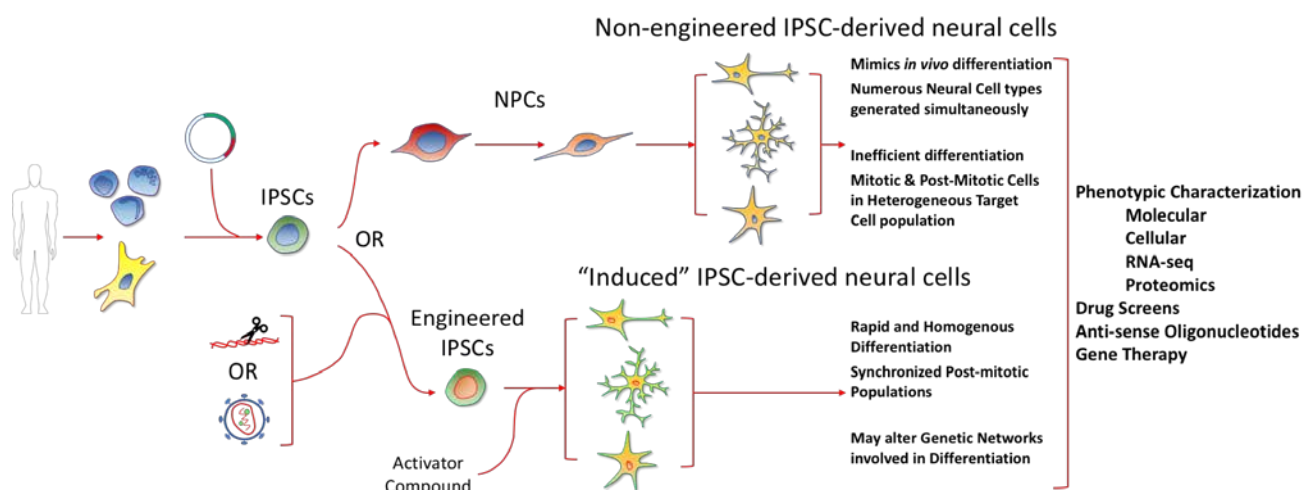 Non-engineered IPSC-derived neural cells
Mimics in vivo differentiation
Numerous Neural Cell types
generated simultaneously
NPCs
Inefficient differentiation
Mitotic & Post-Mitotic Cells
in Heterogeneous Target
Cell population
IPSCs
OR
Phenotypic Characterization
Molecular
Cellular
RNA-seq
Proteomics
Drug Screens
Anti-sense Oligonucleotides
Gene Therapy
“Induced” IPSC-derived neural cells
Engineered
IPSCs
OR
Rapid and Homogenous
Differentiation
Synchronized Post-mitotic
Populations
May alter Genetic Networks
involved in Differentiation
Activator
Compound